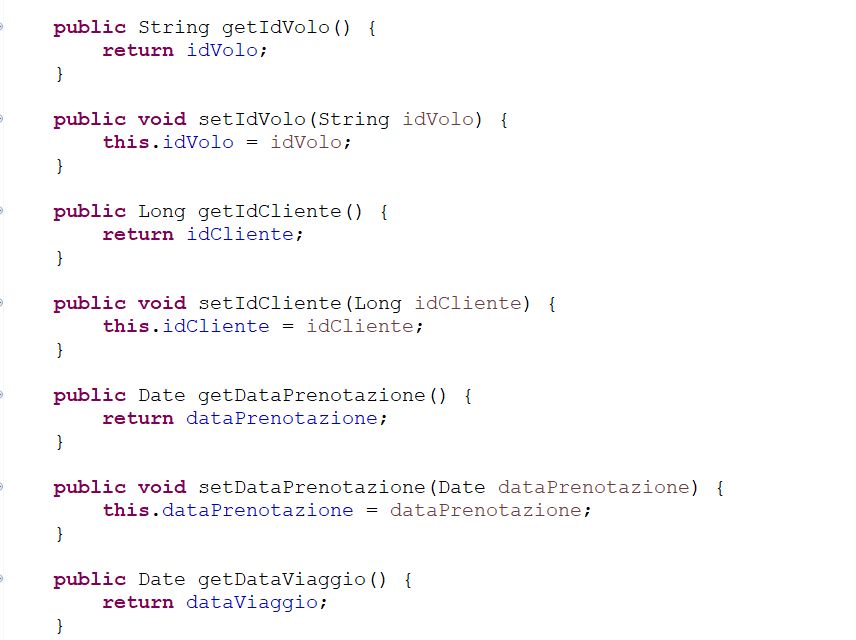 public String getIdVolo() {
return idVolo;
}
public void setIdVolo(String idVolo) {
this.idVolo = idVolo;
}
public Long getIdCliente() {
return idCliente;
}
public void setIdCliente(Long idCliente) {
this.idCliente = idCliente;
}
public Date getDataPrenotazione() {
return dataPrenotazione;
}
public void setDataPrenotazione(Date dataPrenotazione) {
this.dataPrenotazione = dataPrenotazione;
}
public Date getDataViaggio() {
return dataViaggio;
}